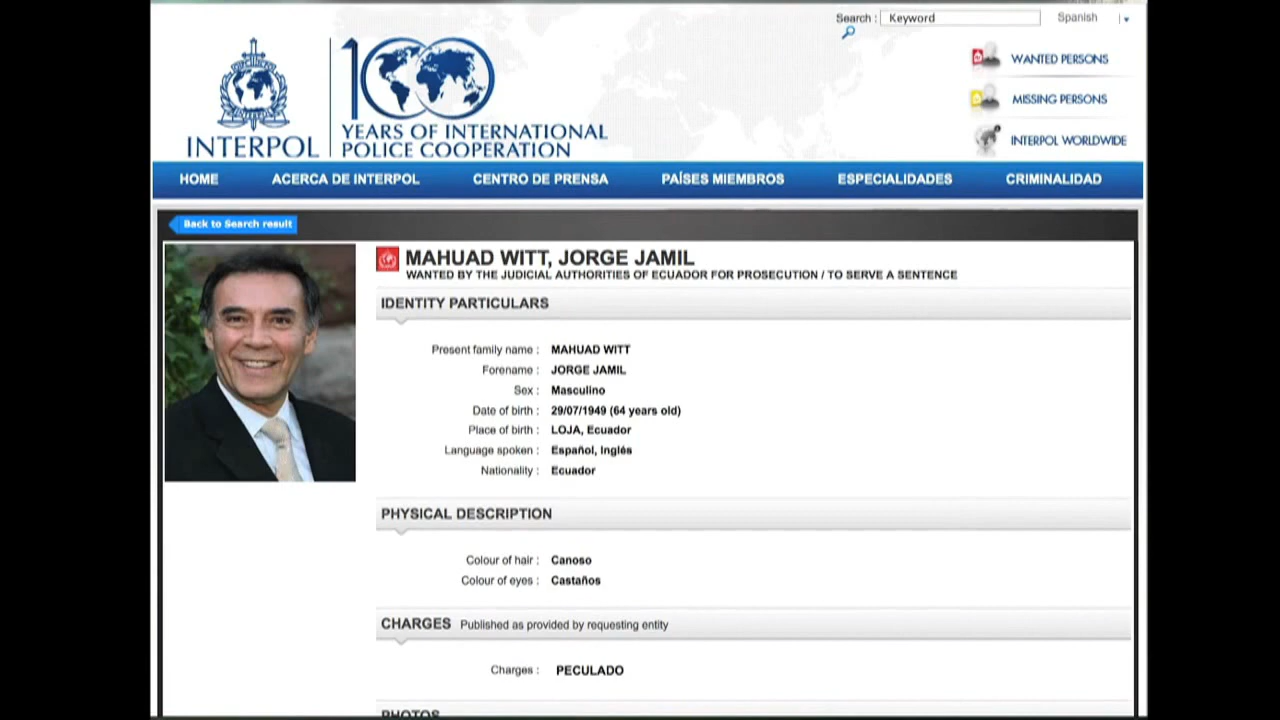 Search : Keyword Spanish
WANTED PERSONS
MISSING PERSONS
INTERPOL WORLDWIDE
INTERPOL
100
YEARS OF INTERNATIONAL
POLICE COOPERATION
HOME ACERCA DE INTERPOL CENTRO DE PRENSA PAÍSES MIEMBROS ESPECIALIDADES CRIMINALIDAD
Back to Search result
MAHUAD WITT, JORGE JAMIL
WANTED BY THE JUDICIAL AUTHORITIES OF ECUADOR FOR PROSECUTION / TO SERVE A SENTENCE
IDENTITY PARTICULARS
Present family name : MAHUAD WITT
Forename : JORGE JAMIL
Sex : Masculino
Date of birth : 29/07/1949 (64 years old)
Place of birth : LOJA, Ecuador
Language spoken : Español, Inglés
Nationality : Ecuador
PHYSICAL DESCRIPTION
Colour of hair : Canoso
Colour of eyes : Castaños
CHARGES Published as provided by requesting entity
Charges : PECULADO
PHOTOS